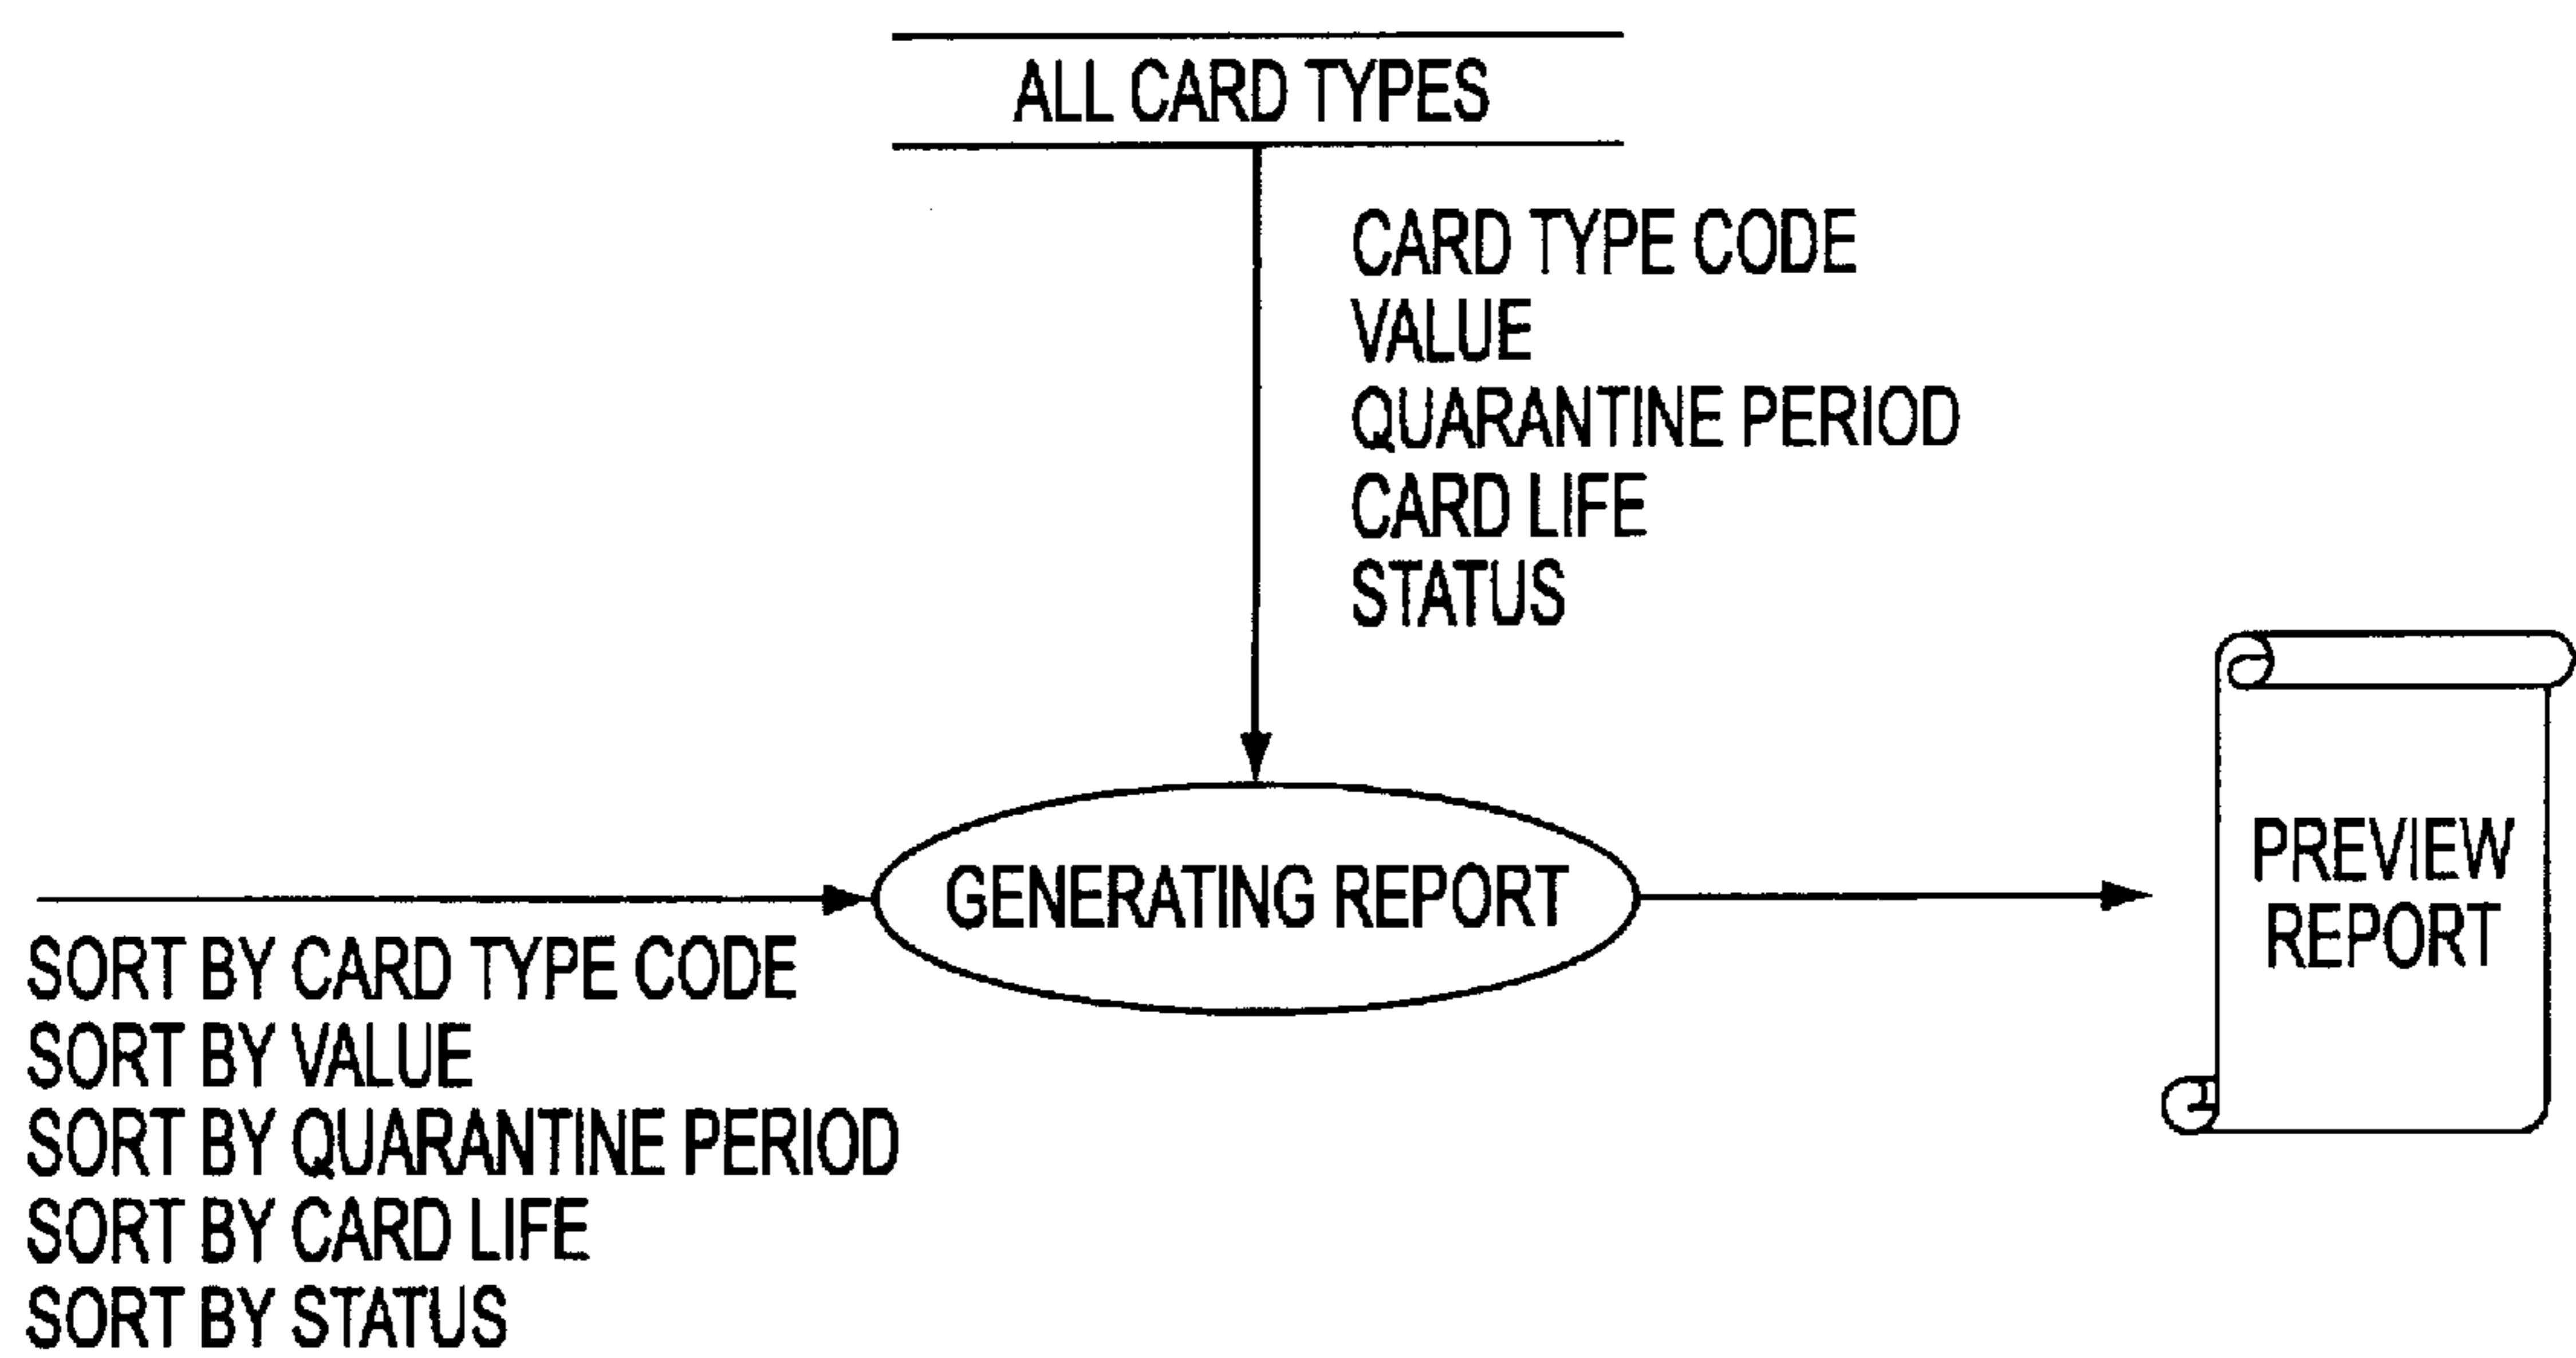 ALL CARD TYPES
CARD TYPE CODE
VALUE
QUARANTINE PERIOD
CARD LIFE
STATUS
GENERATING REPORT
PREVIEW
REPORT
SORT BY CARD TYPE CODE
SORT BY VALUE
SORT BY QUARANTINE PERIOD
SORT BY CARD LIFE
SORT BY STATUS